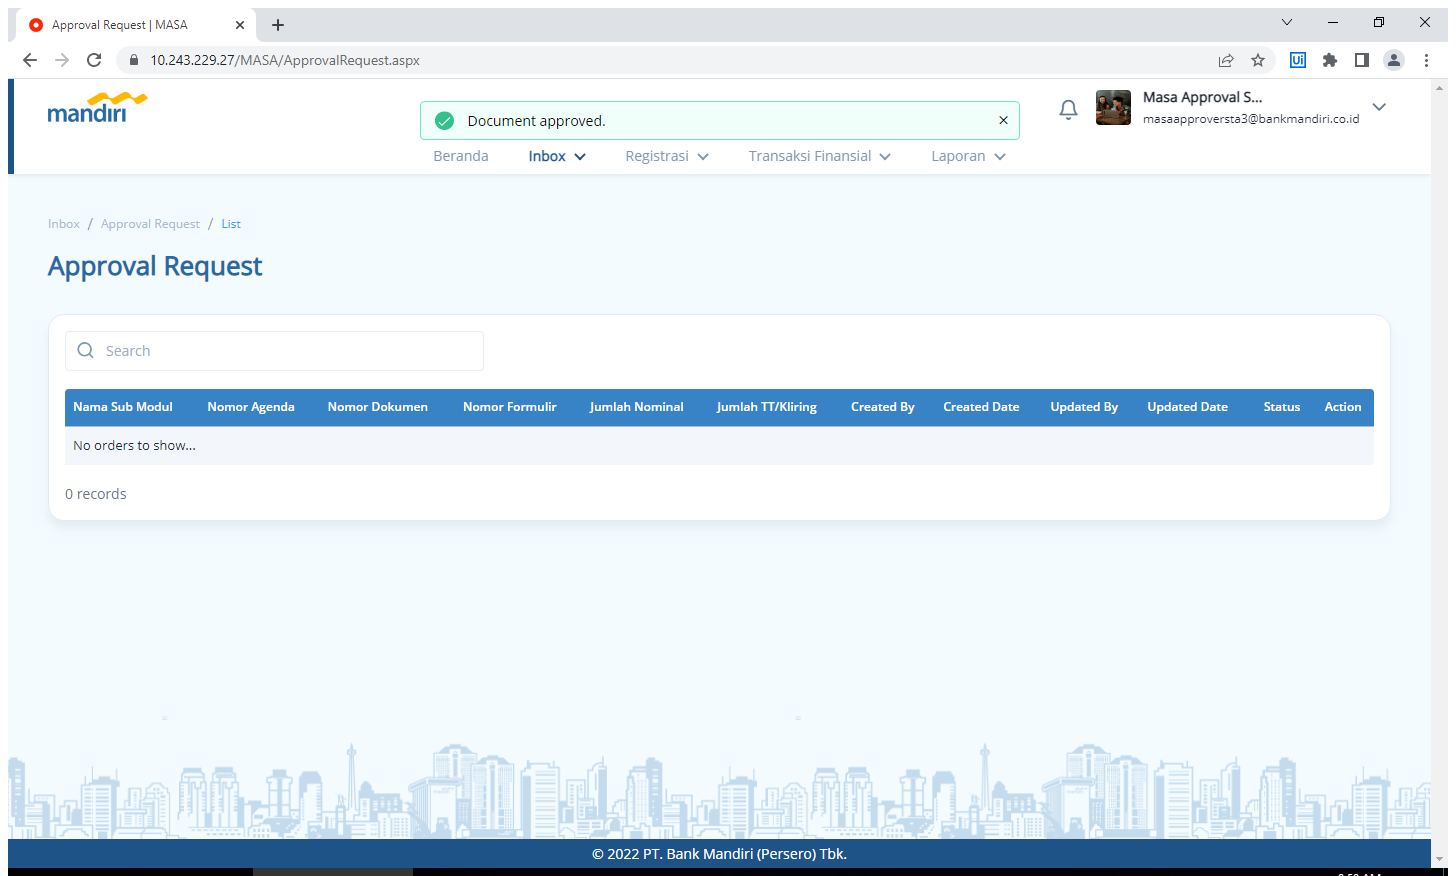 Approval Request | MASA
10.243.229.27/MASA/ApprovalRequest.aspx
mandiri
Document approved.
Masa Approval S...
masaapproversta3@bankmandiri.co.id
Beranda Inbox Registrasi Transaksi Finansial Laporan
Inbox / Approval Request / List
Approval Request
Search
Nama Sub Modul Nomor Agenda Nomor Dokumen Nomor Formulir Jumlah Nominal Jumlah TT/Kliring Created By Created Date Updated By Updated Date Status Action
No orders to show...
0 records
© 2022 PT. Bank Mandiri (Persero) Tbk.